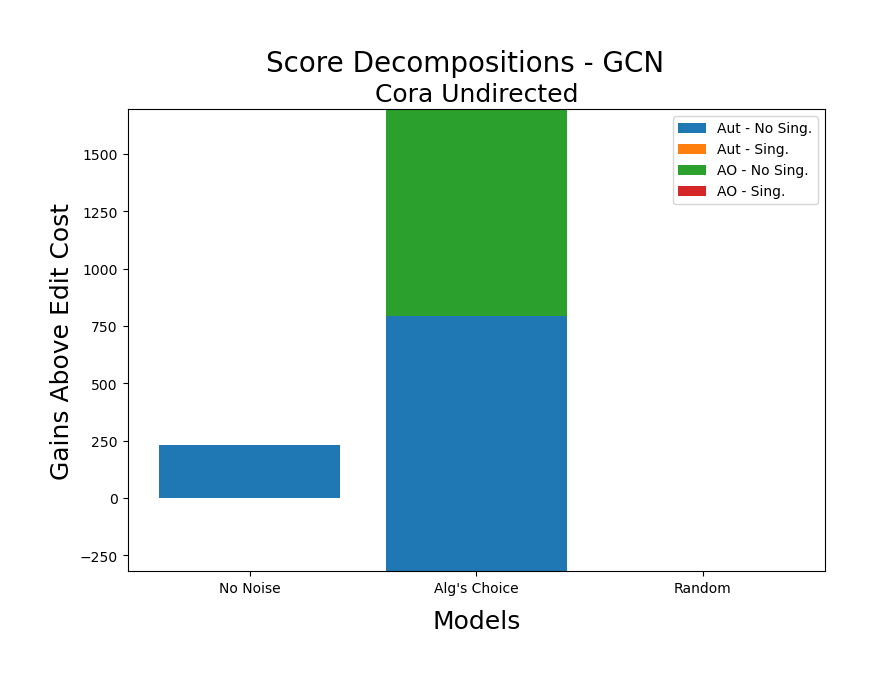 Score Decompositions - GCN
Cora Undirected
Gains Above Edit Cost
1500
1250
1000
750
500
250
0
−250
Aut - No Sing.
Aut - Sing.
AO - No Sing.
AO - Sing.
No Noise
Alg's Choice
Random
Models